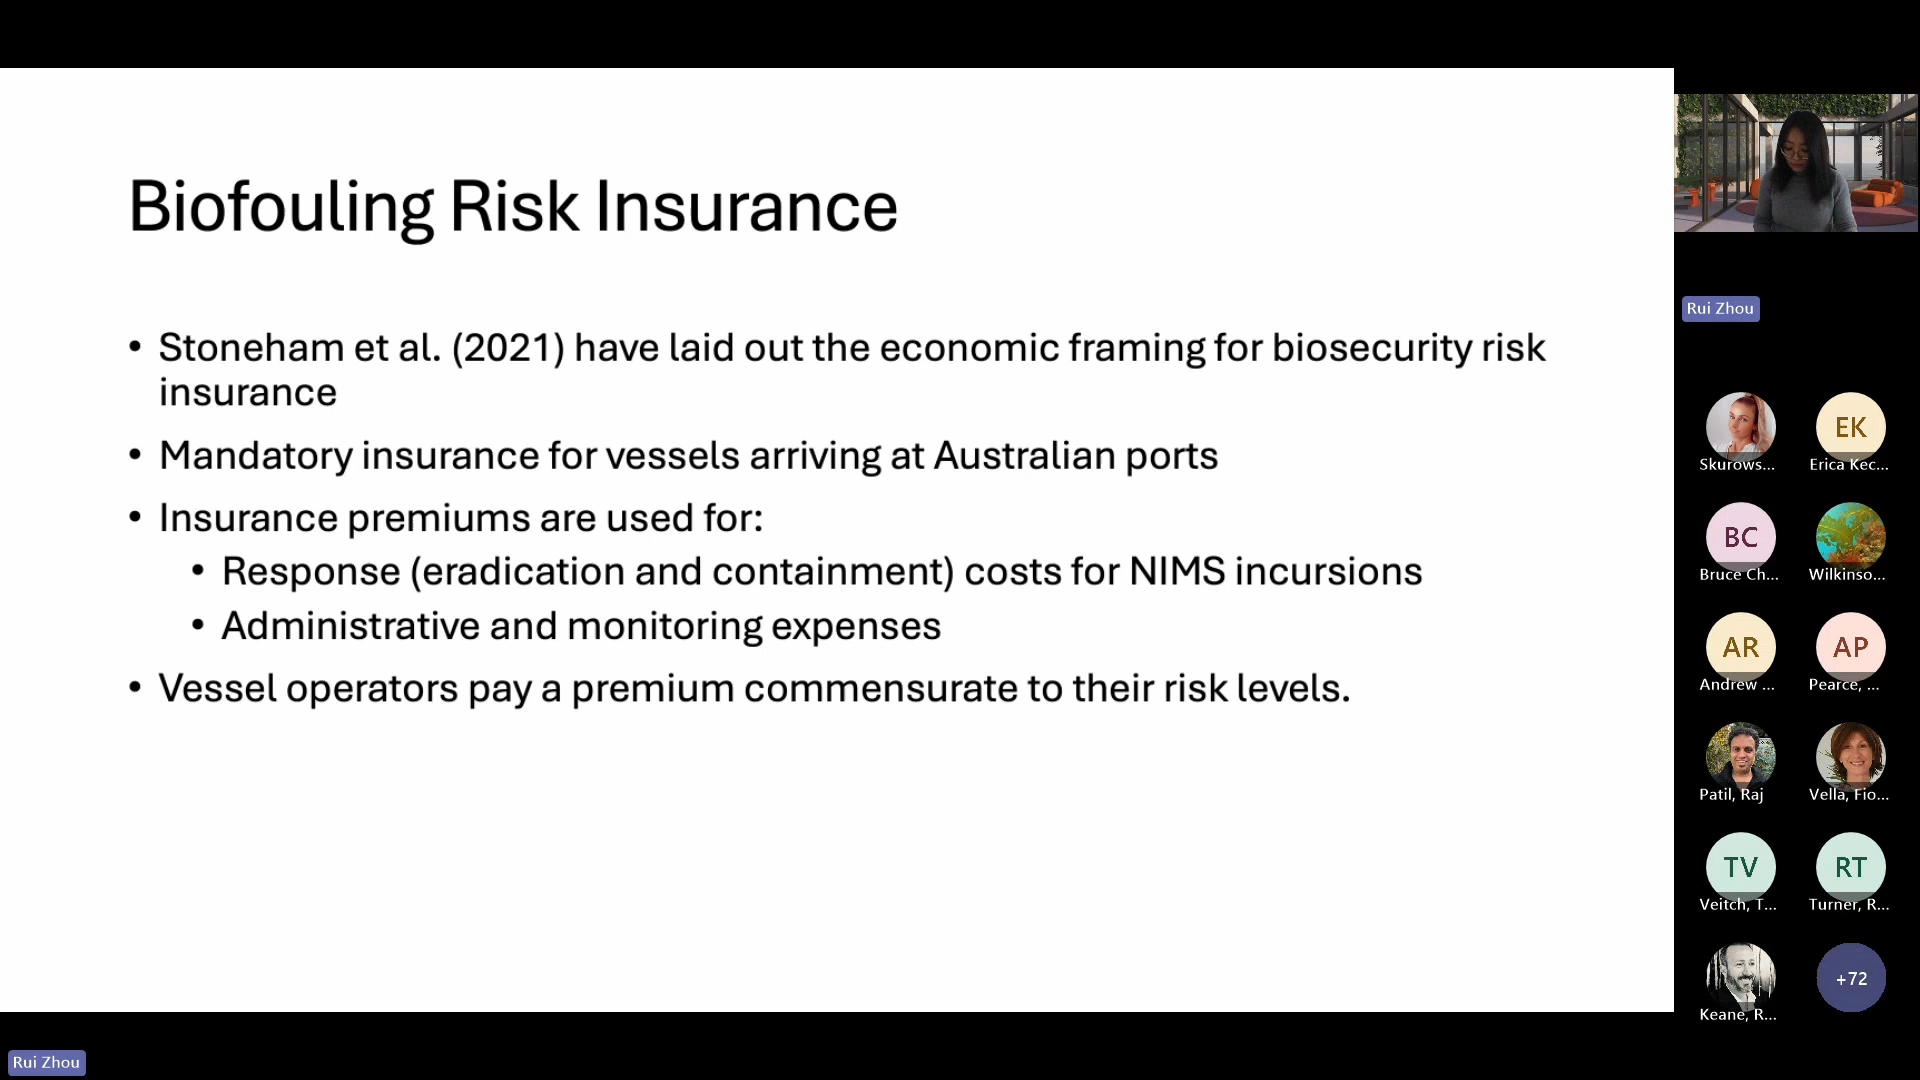 Biofouling Risk Insurance
• Stoneham et al. (2021) have laid out the economic framing for biosecurity risk
insurance
• Mandatory insurance for vessels arriving at Australian ports
• Insurance premiums are used for:
• Response (eradication and containment) costs for NIMS incursions
• Administrative and monitoring expenses
• Vessel operators pay a premium commensurate to their risk levels.
Rui Zhou
Skurows...
EK
Erica Kec...
BC
Bruce Ch...
Wilkinso...
AR
Andrew ...
AP
Pearce, ...
Patil, Raj
Vella, Fio...
TV
Veitch, T...
RT
Turner, R...
Keane, R...
+72
Rui Zhou